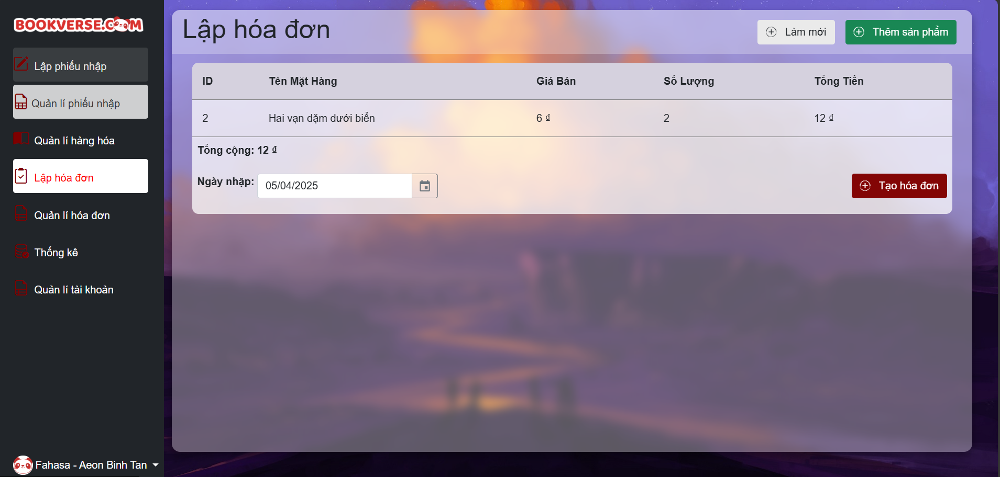 BOOKVERSE.COM
Lập phiếu nhập
Quản lí phiếu nhập
Quản lí hàng hóa
Lập hóa đơn
Quản lí hóa đơn
Thống kê
Quản lí tài khoản
Fahasa - Aeon Binh Tan
Lập hóa đơn
Làm mới
Thêm sản phẩm
ID Tên Mặt Hàng Giá Bán Số Lượng Tổng Tiền
2 Hai vạn dặm dưới biển 6 ₫ 2 12 ₫
Tổng cộng: 12 ₫
Ngày nhập: 05/04/2025
Tạo hóa đơn